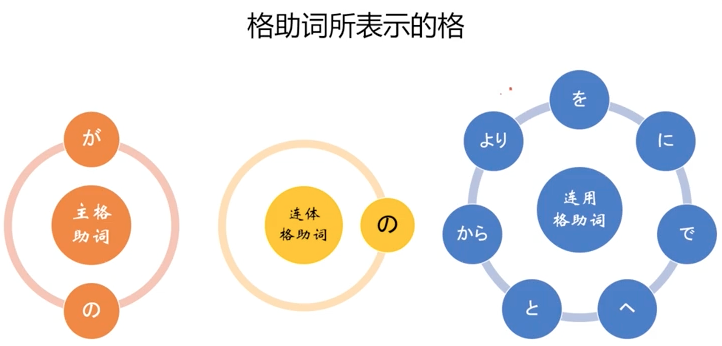 格助词所表示的格
が
主格
助词
の
连体
格助词
の
を
に
で
へ
と
から
より
连用
格助词